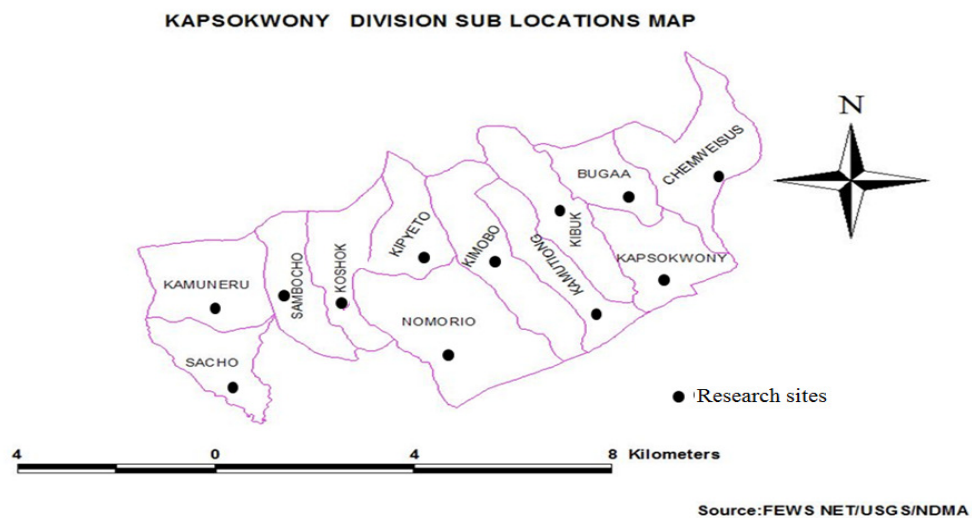 KAPSOKWONY DIVISION SUB LOCATIONS MAP
N
CHEMWEISUS
BUGAA
KIBUK
KIPYETO
KIMOBO
KAMUTIONG
KAPSOKWONY
KOSHOK
SAMBOCHO
KAMUNERU
NOMORIO
SACHO
Research sites
4 0 4 8 Kilometers
Source:FEWS NET/USGS/NDMA